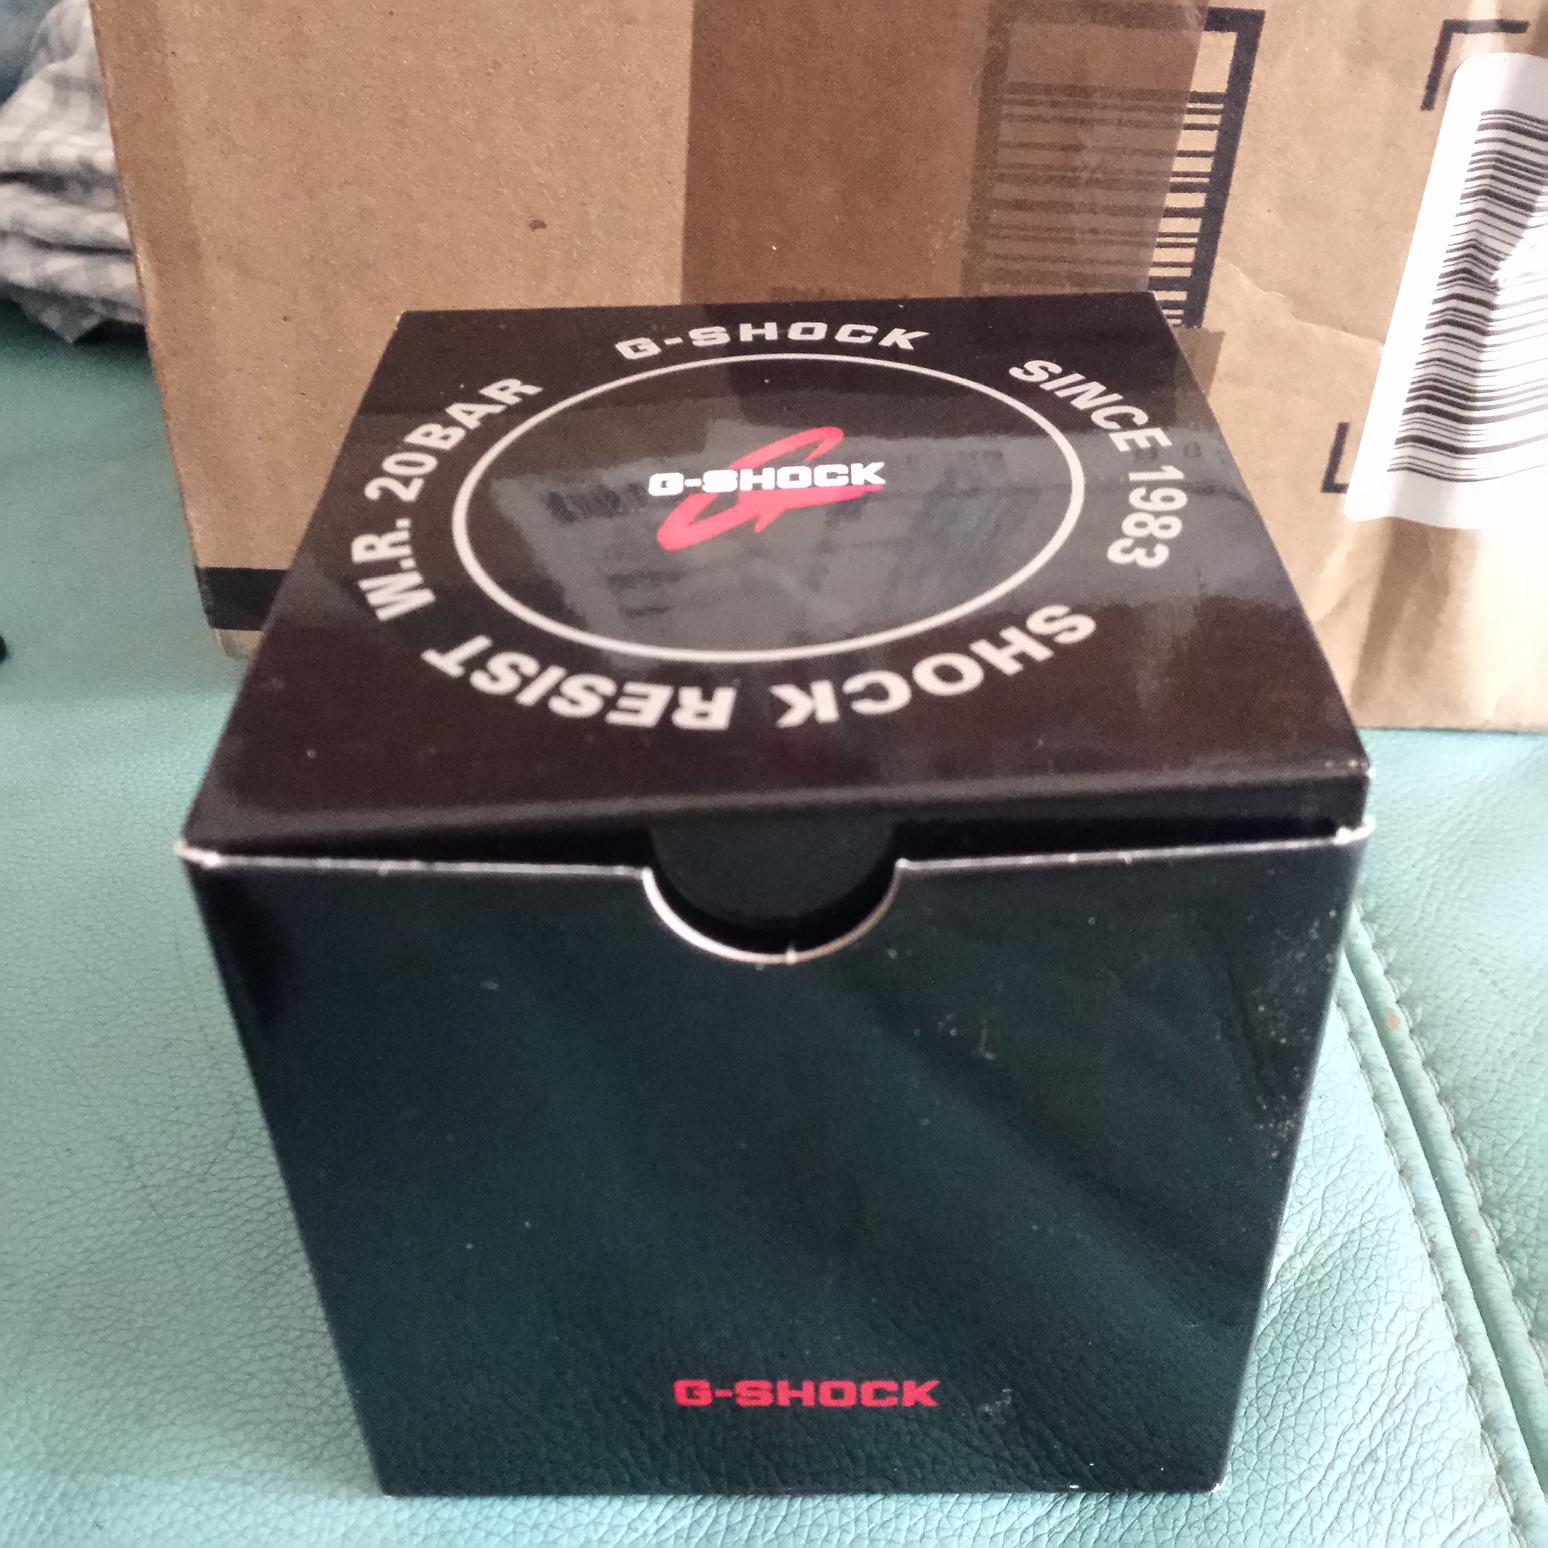 G-SHOCK
SINCE 1983
SHOCK RESIST
W.R. 20BAR
G-SHOCK
G-SHOCK